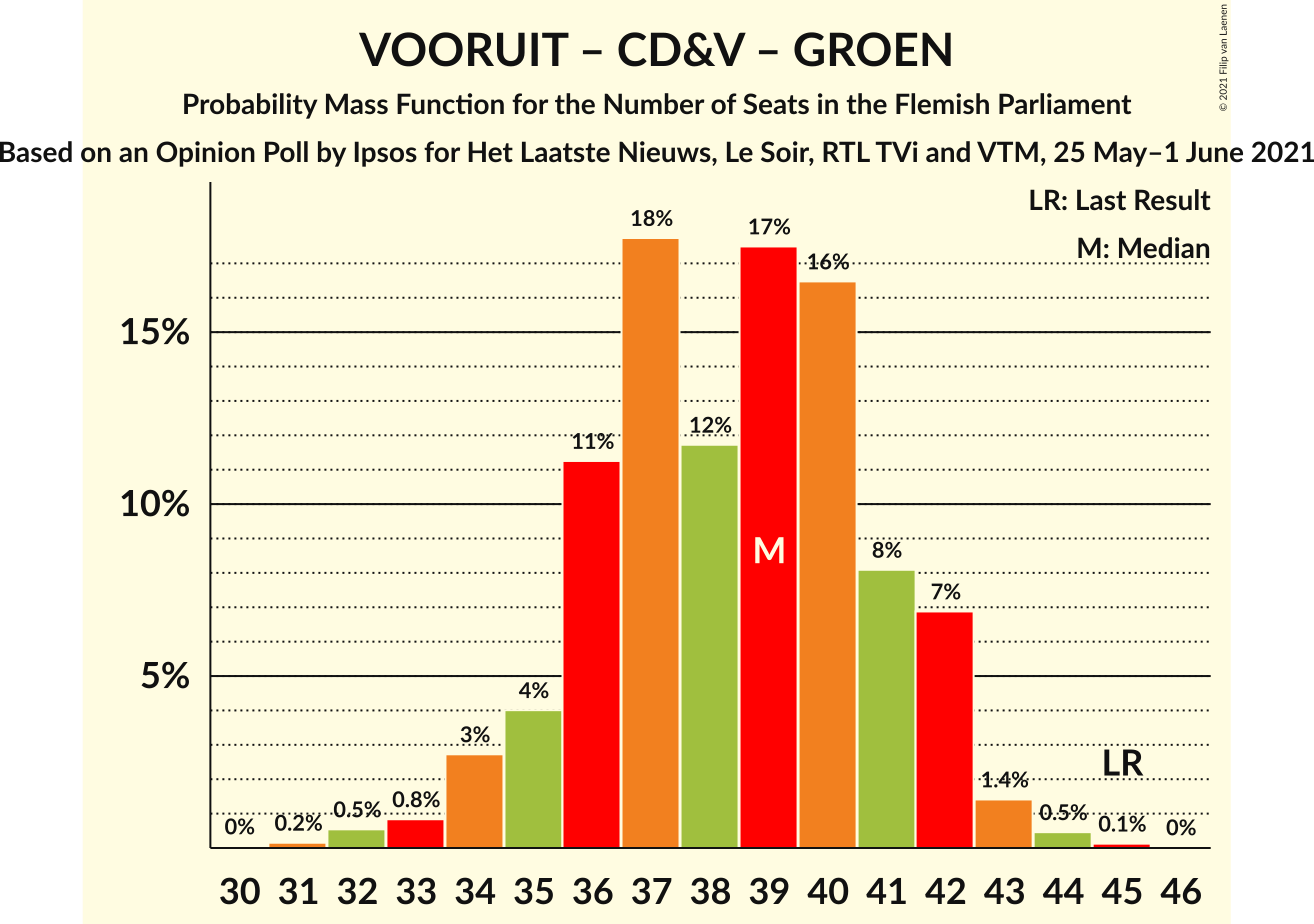 VOORUIT – CD&V – GROEN
Probability Mass Function for the Number of Seats in the Flemish Parliament
Based on an Opinion Poll by Ipsos for Het Laatste Nieuws, Le Soir, RTL TVi and VTM, 25 May–1 June 2021
© 2021 Filip van Laenen
LR: Last Result
M: Median
15%
10%
5%
0%
0.2%
0.5%
0.8%
3%
4%
11%
18%
12%
17%
16%
8%
7%
1.4%
0.5%
0.1%
0%
M
LR
30 31 32 33 34 35 36 37 38 39 40 41 42 43 44 45 46